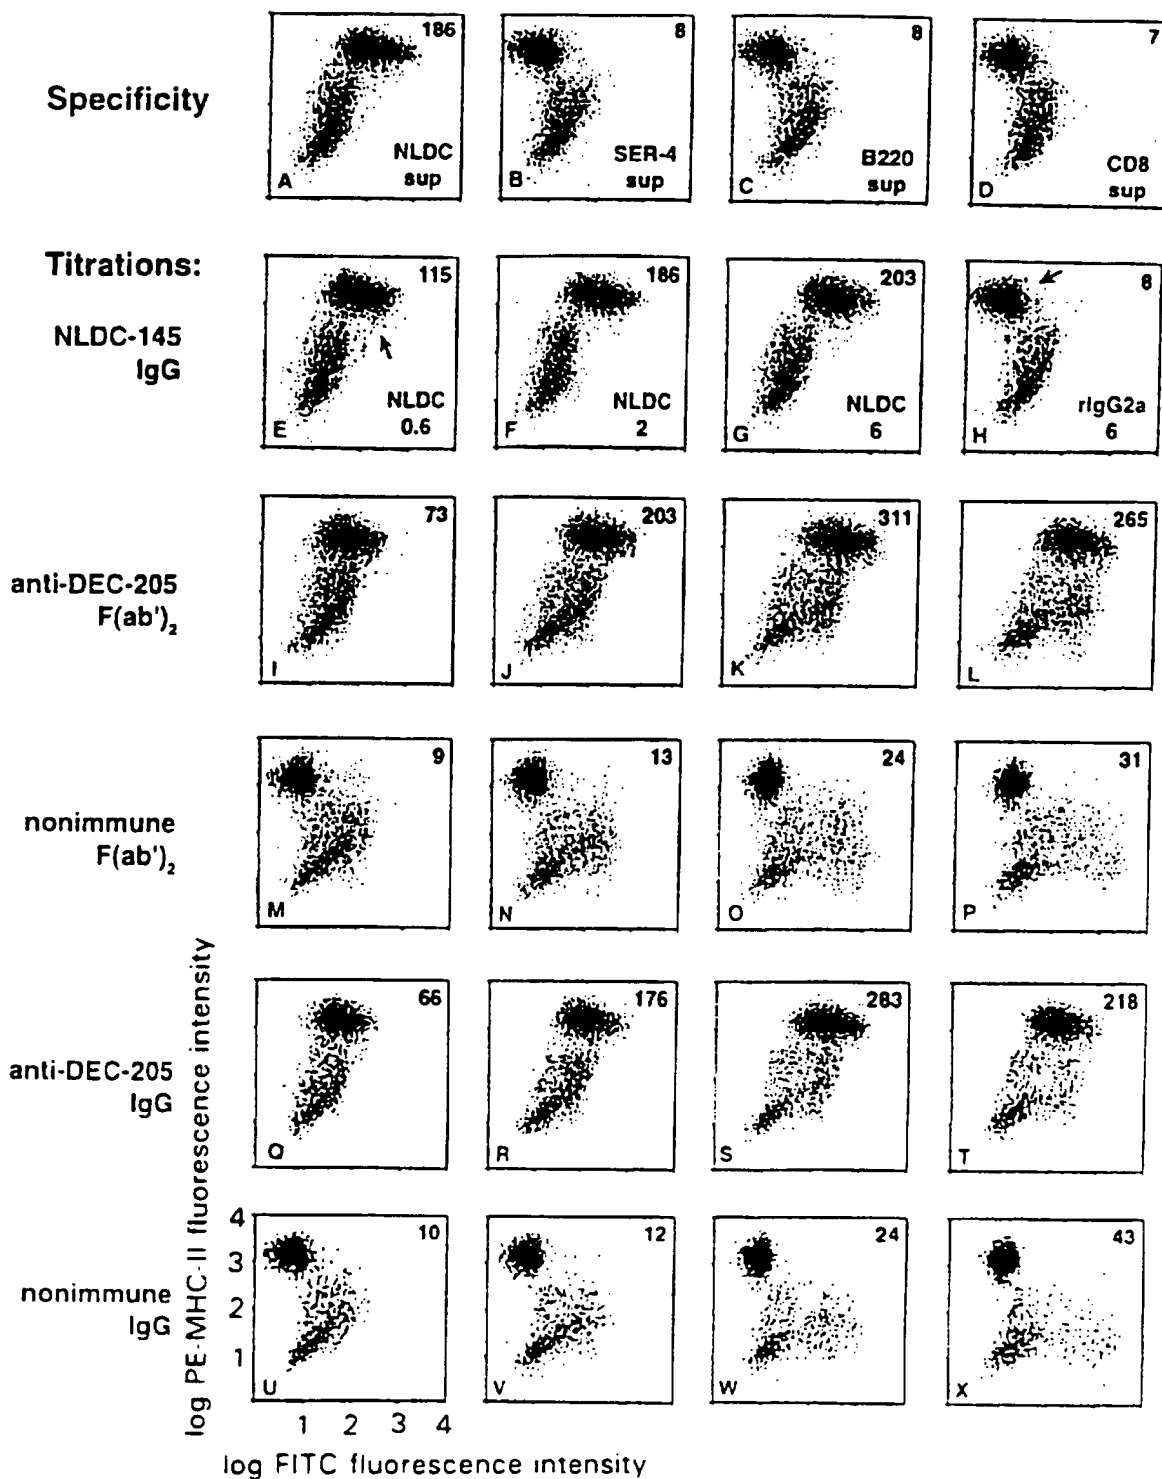 Specificity
186
NLDC
sup
A
8
SER-4
sup
B
8
B220
sup
C
7
CD8
sup
D
Titrations:
NLDC-145
IgG
115
NLDC
0.6
E
186
NLDC
2
F
203
NLDC
6
G
8
rIgG2a
6
H
anti-DEC-205
F(ab')₂
73
I
203
J
311
K
265
L
nonimmune
F(ab')₂
9
M
13
N
24
O
31
P
anti-DEC-205
IgG
66
Q
176
R
283
S
218
T
nonimmune
IgG
10
U
12
V
24
W
43
X
log PE-MHC-II fluorescence intensity
4
3
2
1
1 2 3 4
log FITC fluorescence intensity